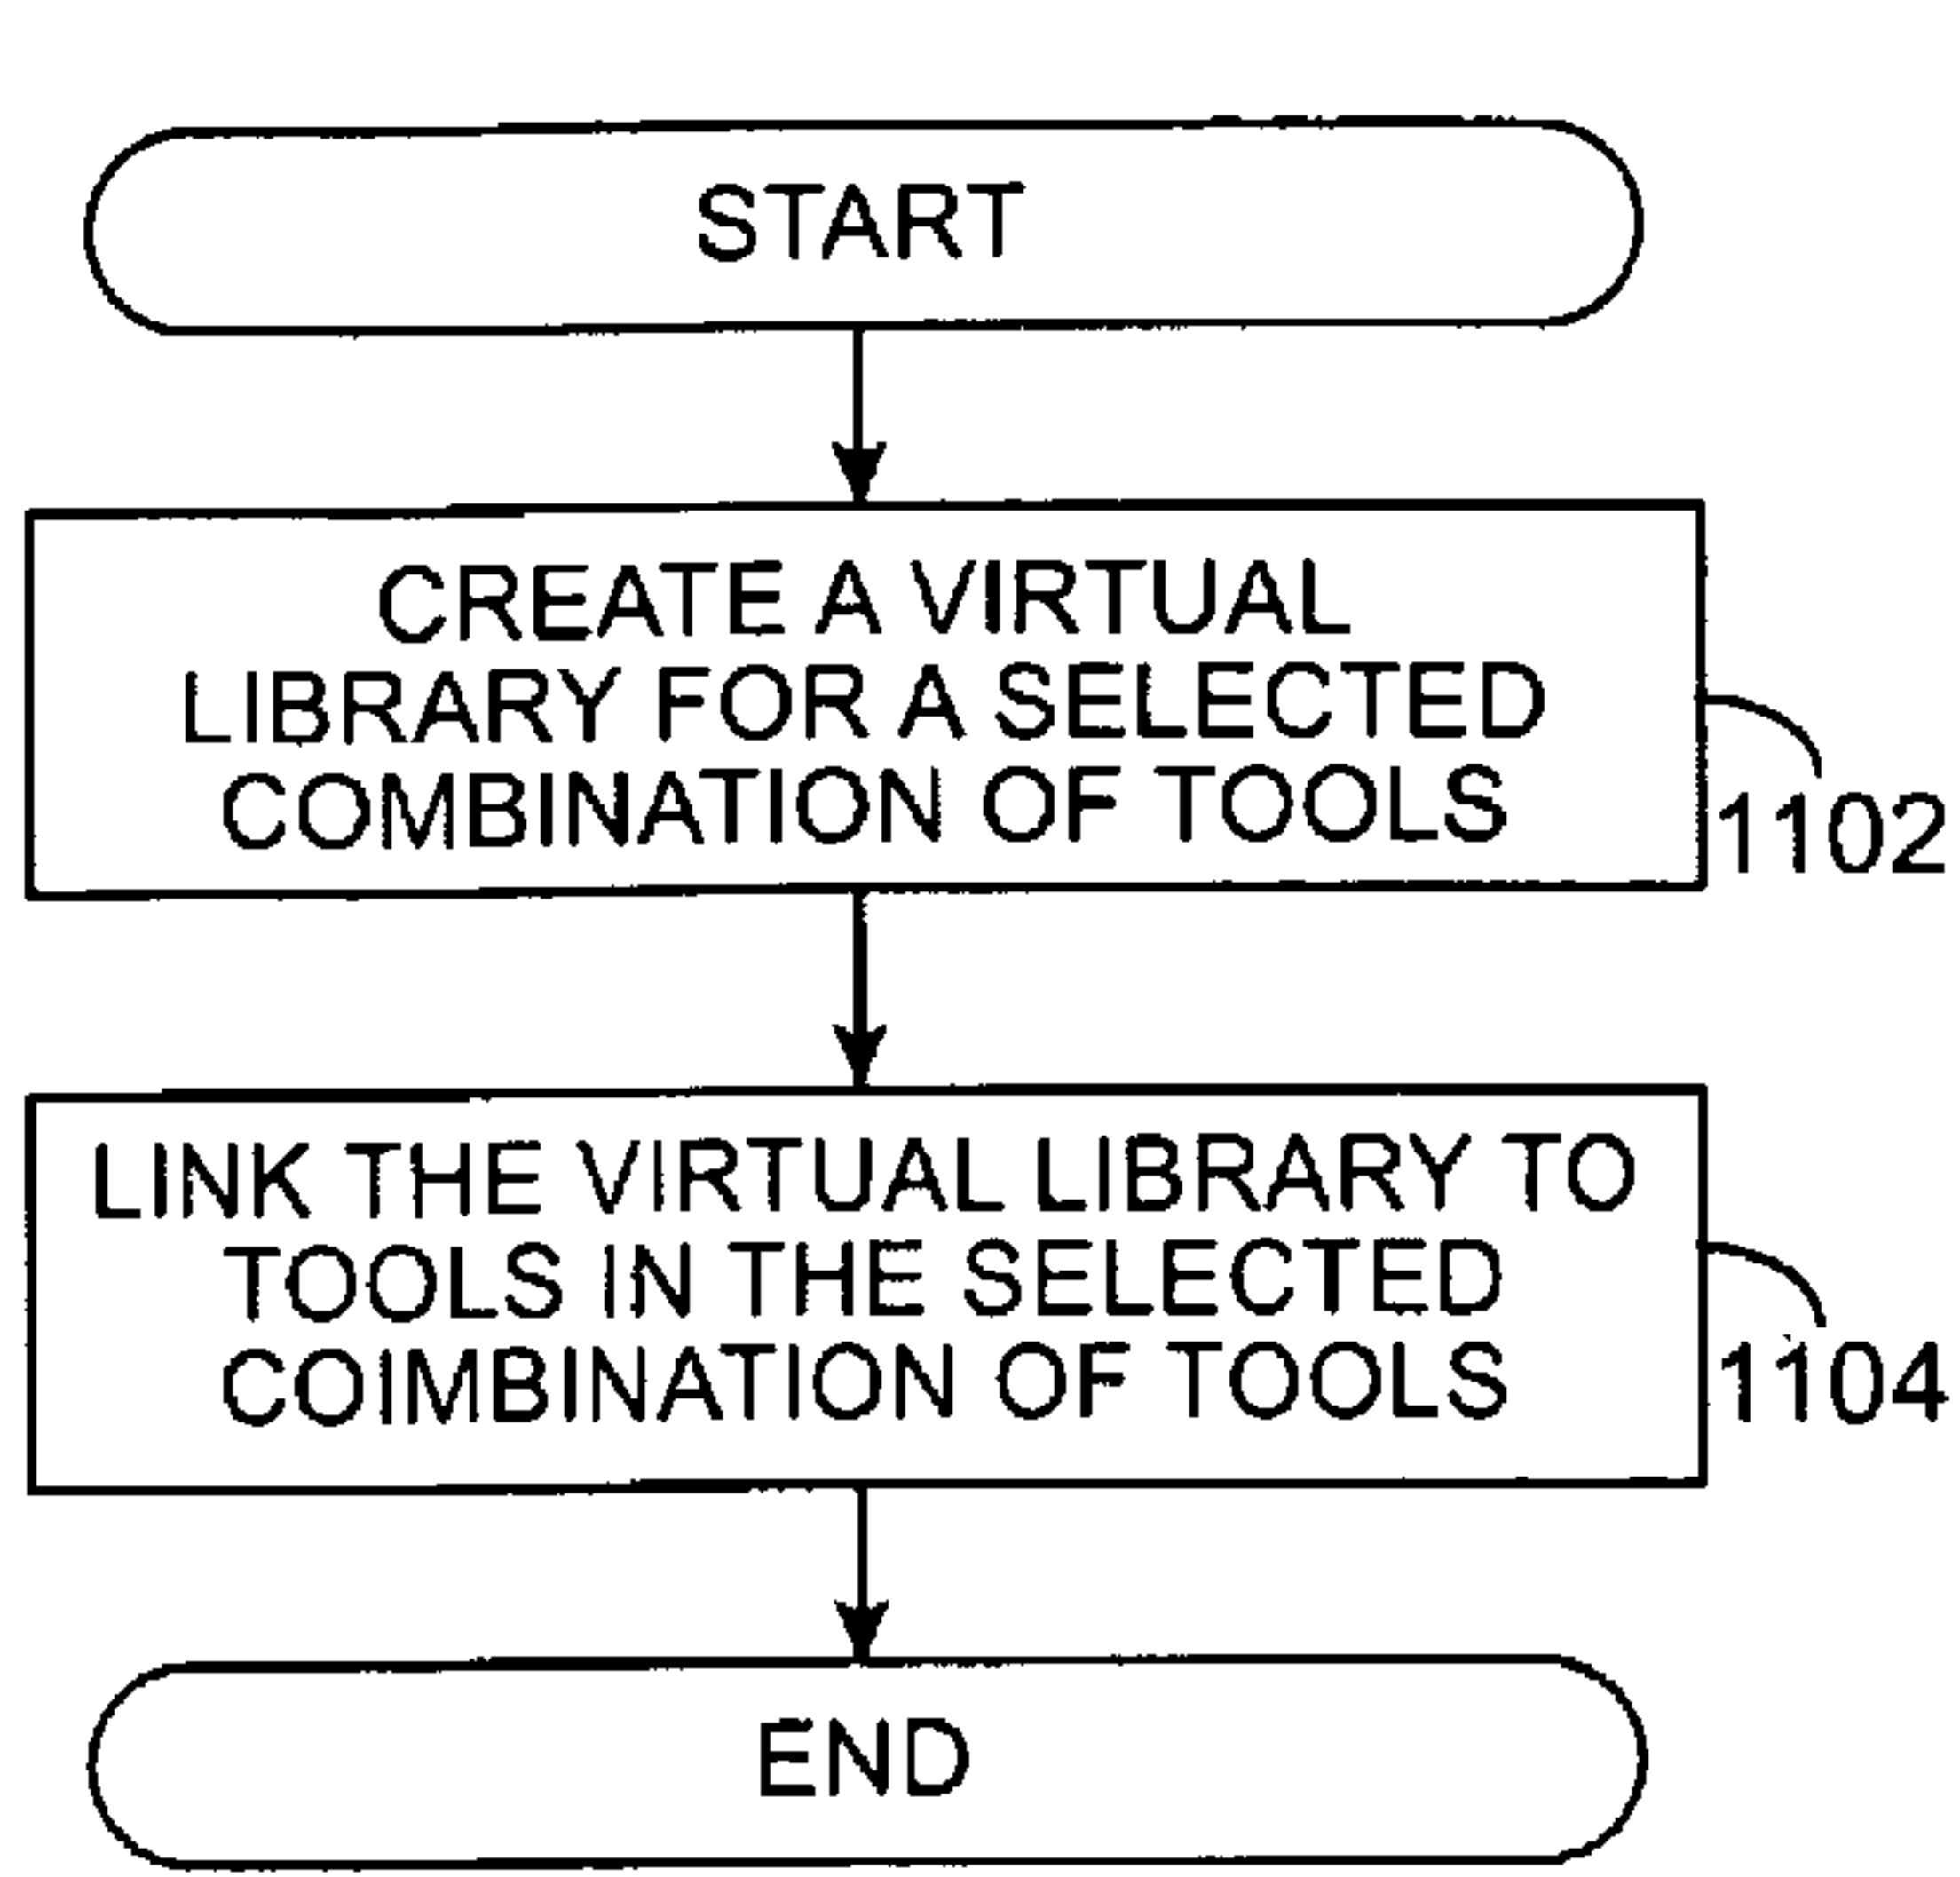 START
CREATE A VIRTUAL
LIBRARY FOR A SELECTED
COMBINATION OF TOOLS
1102
LINK THE VIRTUAL LIBRARY TO
TOOLS IN THE SELECTED
COIMBINATION OF TOOLS
1104
END